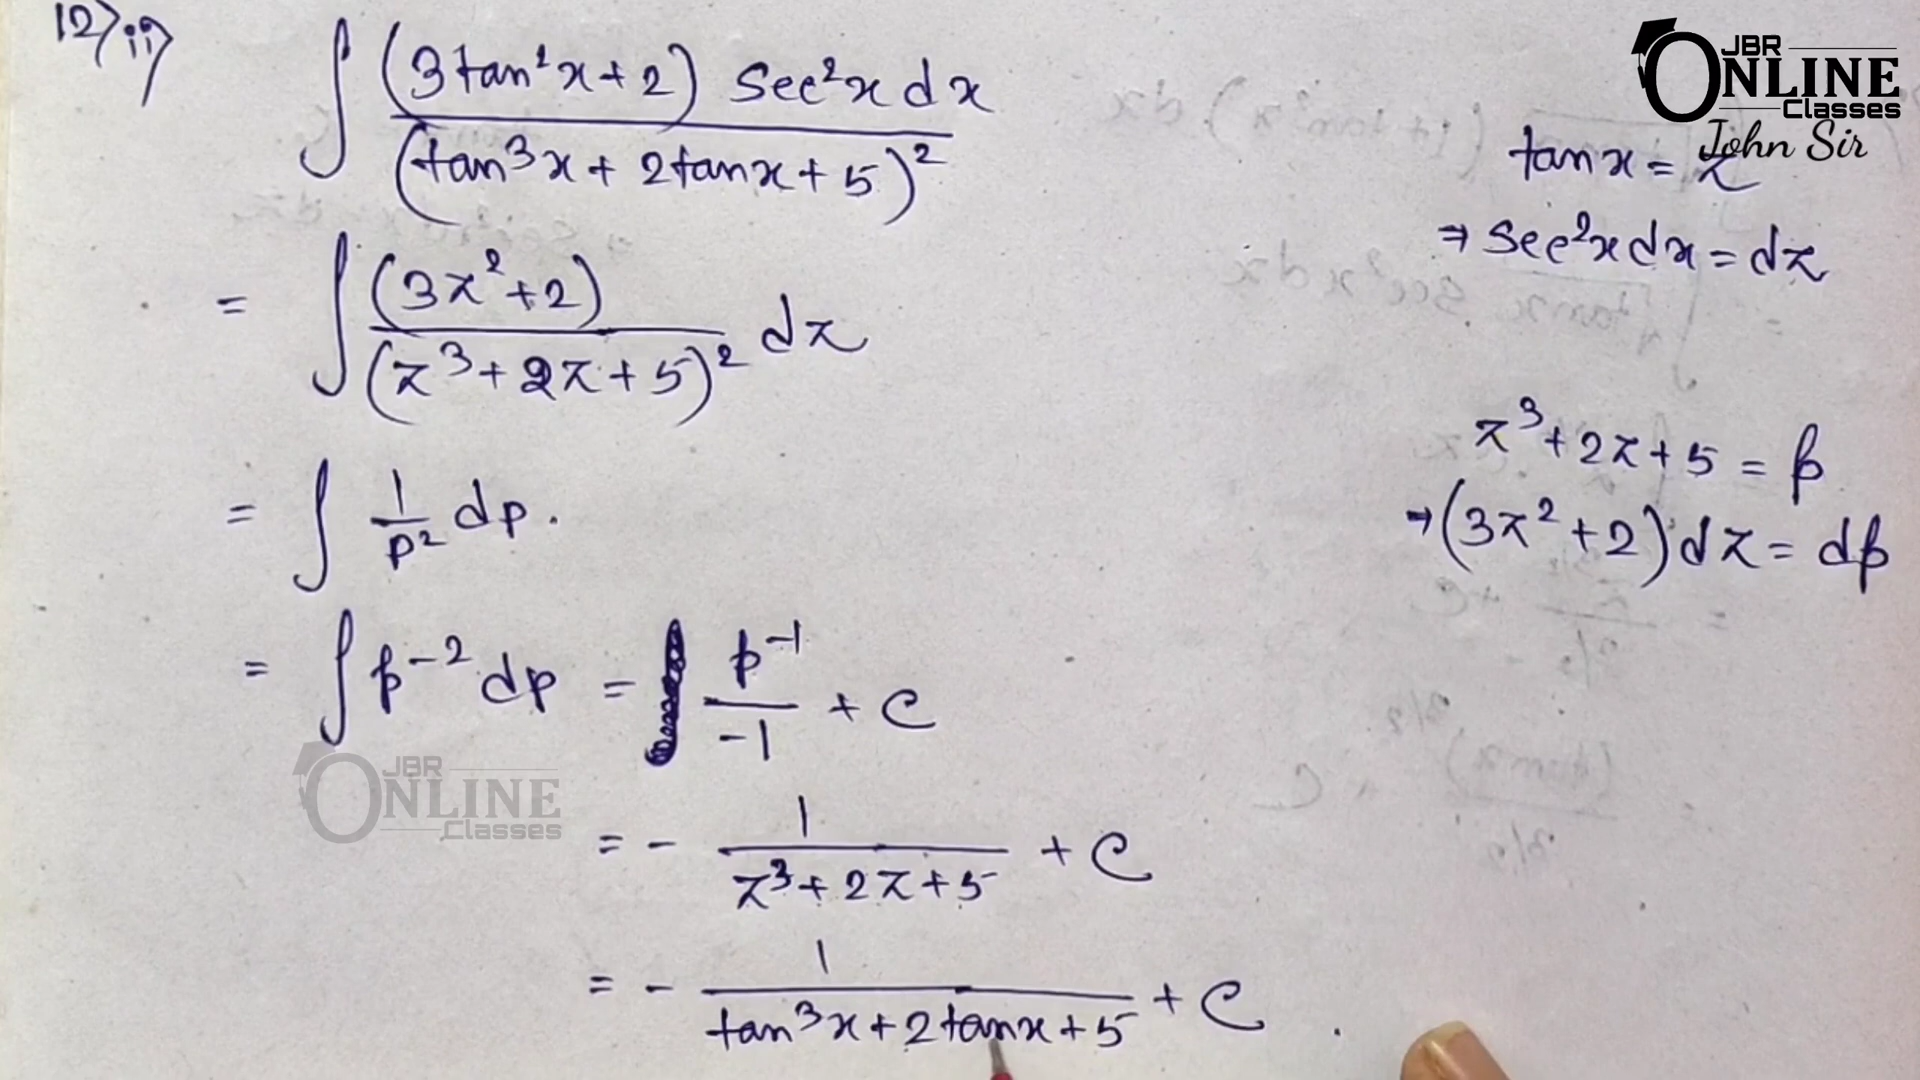 12) ii)
∫ (3tan²x+2) sec²x dx / (tan³x + 2tanx + 5)²
JBR
ONLINE
Classes
John Sir
tan x = z
⇒ sec²x dx = dz
= ∫ (3z²+2) / (z³+2z+5)² dz
z³+2z+5 = p
⇒ (3z²+2)dz = dp
= ∫ 1/p² dp.
= ∫ p⁻² dp = p⁻¹/-1 + c
JBR
ONLINE
Classes
= - 1/(z³+2z+5) + c
= - 1/(tan³x+2tanx+5) + c.